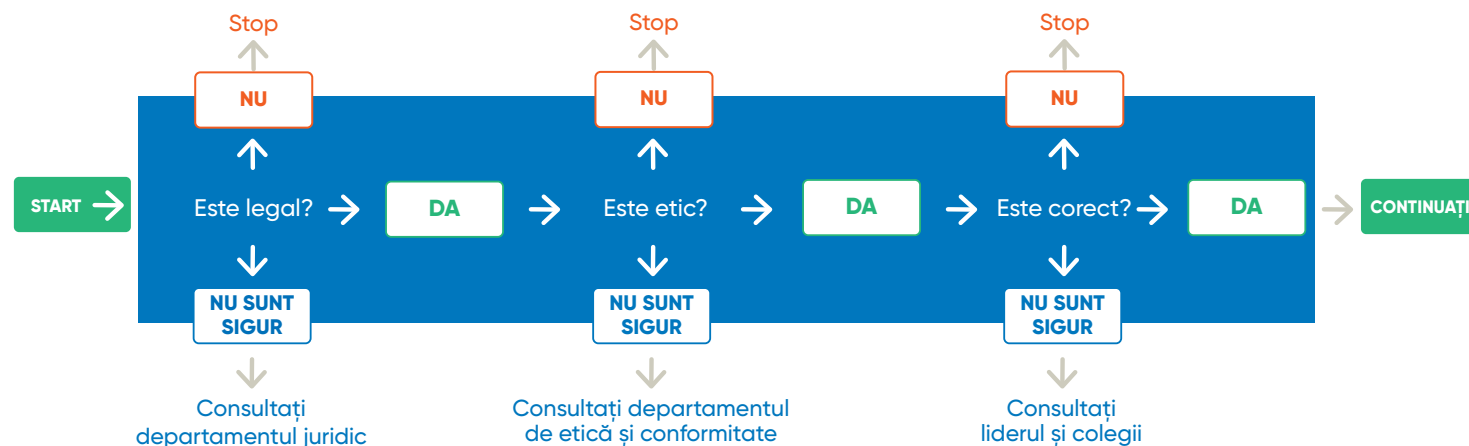 Stop
Stop
Stop
NU
NU
NU
START
Este legal?
DA
Este etic?
DA
Este corect?
DA
CONTINUAȚI
NU SUNT
SIGUR
NU SUNT
SIGUR
NU SUNT
SIGUR
Consultați
departamentul juridic
Consultați departamentul
de etică și conformitate
Consultați
liderul și colegii